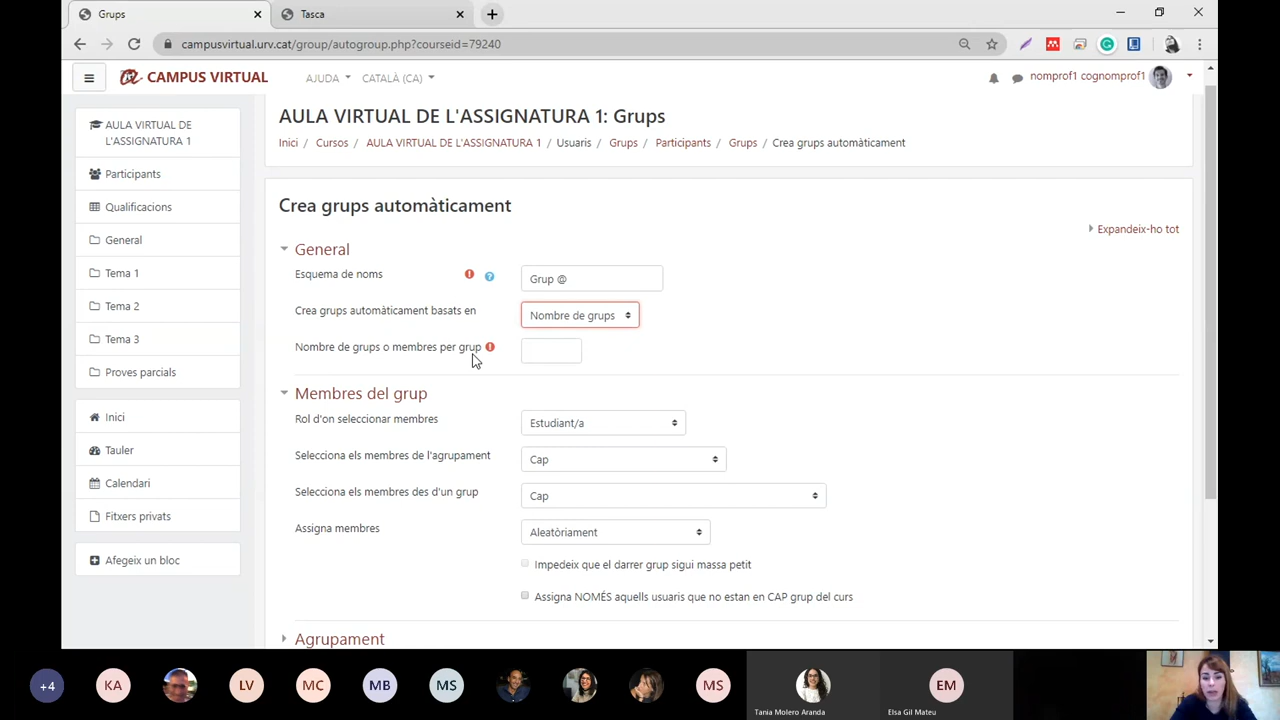 Grups
Tasca
campusvirtual.urv.cat/group/autogroup.php?courseid=79240
CAMPUS VIRTUAL
AJUDA
CATALÀ (CA)
nomprof1 cognomprof1
AULA VIRTUAL DE L'ASSIGNATURA 1
Participants
Qualificacions
General
Tema 1
Tema 2
Tema 3
Proves parcials
Inici
Tauler
Calendari
Fitxers privats
Afegeix un bloc
AULA VIRTUAL DE L'ASSIGNATURA 1: Grups
Inici / Cursos / AULA VIRTUAL DE L'ASSIGNATURA 1 / Usuaris / Grups / Participants / Grups / Crea grups automàticament
Crea grups automàticament
Expandeix-ho tot
General
Esquema de noms
Grup @
Crea grups automàticament basats en
Nombre de grups
Nombre de grups o membres per grup
Membres del grup
Rol d'on seleccionar membres
Estudiant/a
Selecciona els membres de l'agrupament
Cap
Selecciona els membres des d'un grup
Cap
Assigna membres
Aleatòriament
Impedeix que el darrer grup sigui massa petit
Assigna NOMÉS aquells usuaris que no estan en CAP grup del curs
Agrupament
+4
KA
LV
MC
MB
MS
MS
EM
Tania Molero Aranda
Elsa Gil Mateu